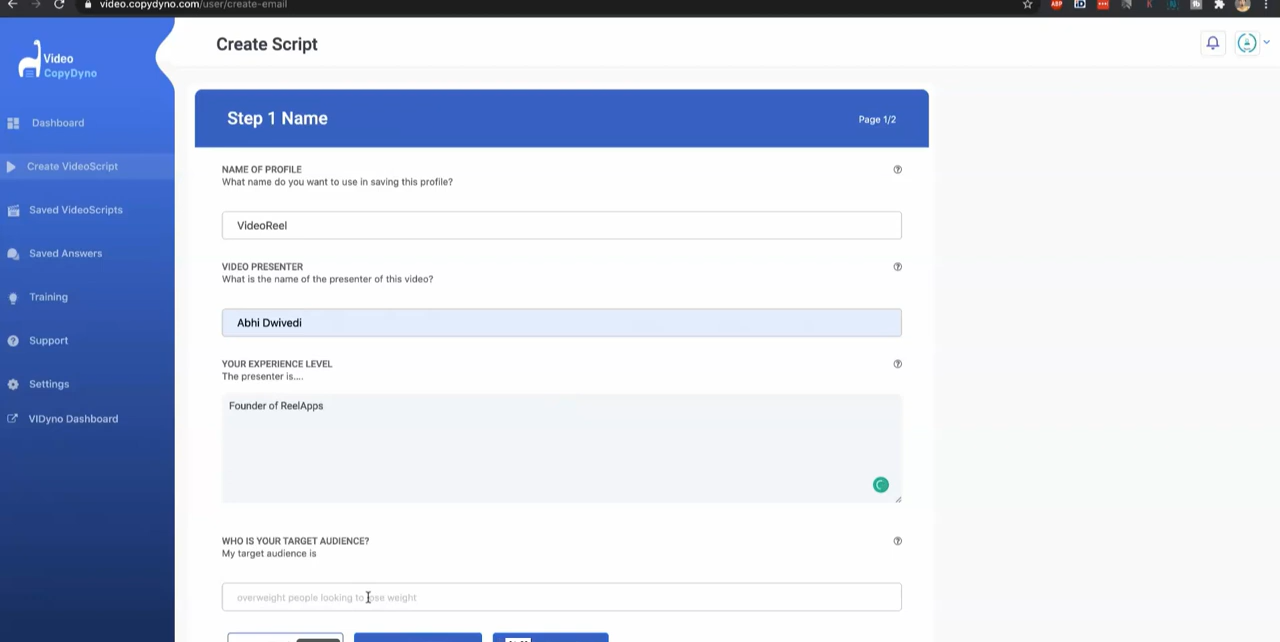 video.copydyno.com/user/create-email
ABP
Video
CopyDyno
Create Script
Dashboard
Create VideoScript
Saved VideoScripts
Saved Answers
Training
Support
Settings
VIDyno Dashboard
Step 1 Name
Page 1/2
NAME OF PROFILE
What name do you want to use in saving this profile?
VideoReel
VIDEO PRESENTER
What is the name of the presenter of this video?
Abhi Dwivedi
YOUR EXPERIENCE LEVEL
The presenter is....
Founder of ReelApps
WHO IS YOUR TARGET AUDIENCE?
My target audience is
overweight people looking to lose weight